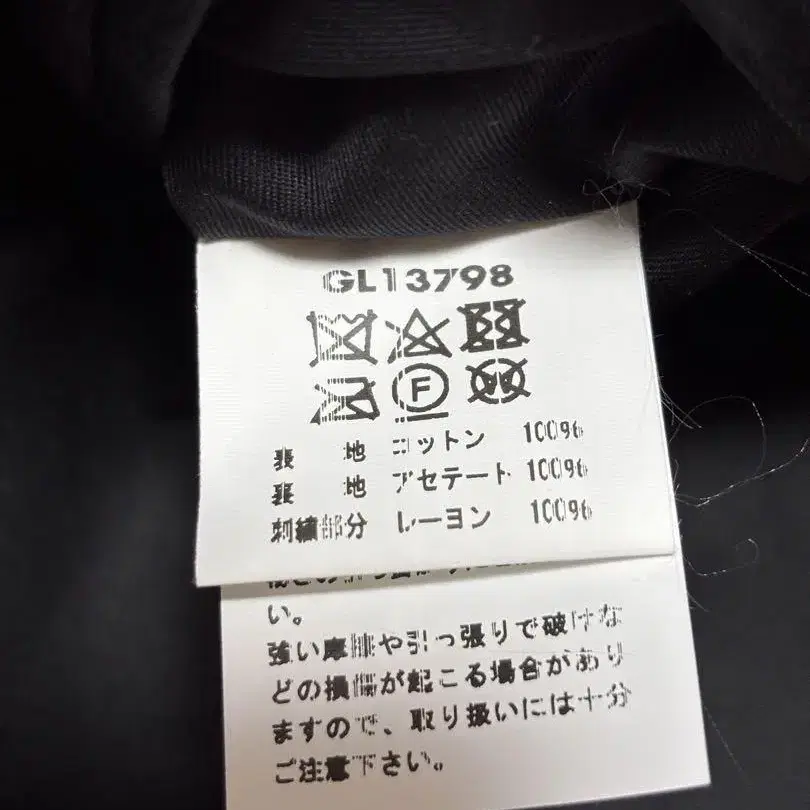 GL13798
F
表 地 コットン 100%
裏 地 アセテート 100%
刺繍部分 レーヨン 100%
い。
強い摩擦や引っ張りで破けな
どの損傷が起こる場合があり
ますので、取り扱いには十分
ご注意下さい。